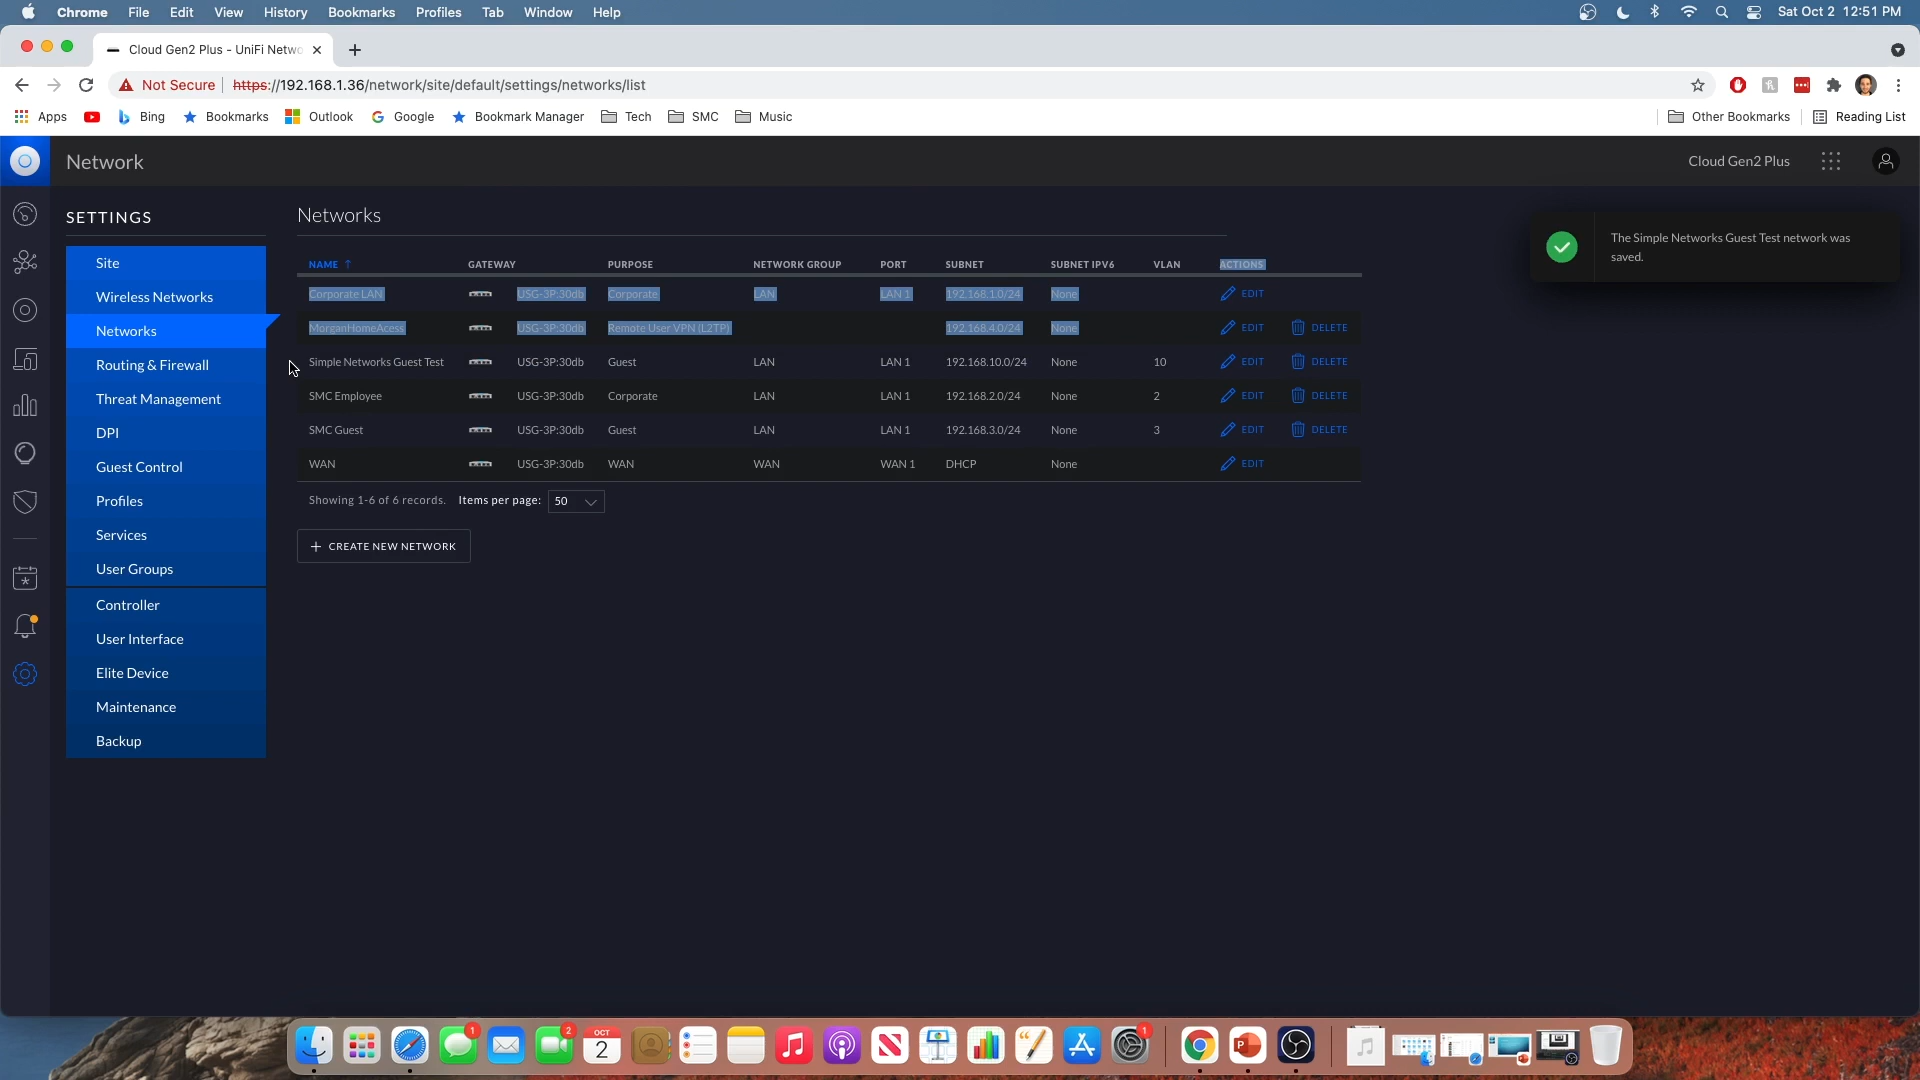 Chrome File Edit View History Bookmarks Profiles Tab Window Help Sat Oct 2 12:51 PM
Cloud Gen2 Plus - UniFi Netwo
Not Secure https://192.168.1.36/network/site/default/settings/networks/list
Apps Bing Bookmarks Outlook Google Bookmark Manager Tech SMC Music Other Bookmarks Reading List
Network Cloud Gen2 Plus
SETTINGS
Site
Wireless Networks
Networks
Routing & Firewall
Threat Management
DPI
Guest Control
Profiles
Services
User Groups
Controller
User Interface
Elite Device
Maintenance
Backup
Networks
NAME ↑ GATEWAY PURPOSE NETWORK GROUP PORT SUBNET SUBNET IPV6 VLAN ACTIONS
Corporate LAN USG-3P:30db Corporate LAN LAN 1 192.168.1.0/24 None EDIT
MorganHomeAcess USG-3P:30db Remote User VPN (L2TP) 192.168.4.0/24 None EDIT DELETE
Simple Networks Guest Test USG-3P:30db Guest LAN LAN 1 192.168.10.0/24 None 10 EDIT DELETE
SMC Employee USG-3P:30db Corporate LAN LAN 1 192.168.2.0/24 None 2 EDIT DELETE
SMC Guest USG-3P:30db Guest LAN LAN 1 192.168.3.0/24 None 3 EDIT DELETE
WAN USG-3P:30db WAN WAN WAN 1 DHCP None EDIT
Showing 1-6 of 6 records. Items per page: 50
+ CREATE NEW NETWORK
The Simple Networks Guest Test network was
saved.
1
2
OCT
2
1